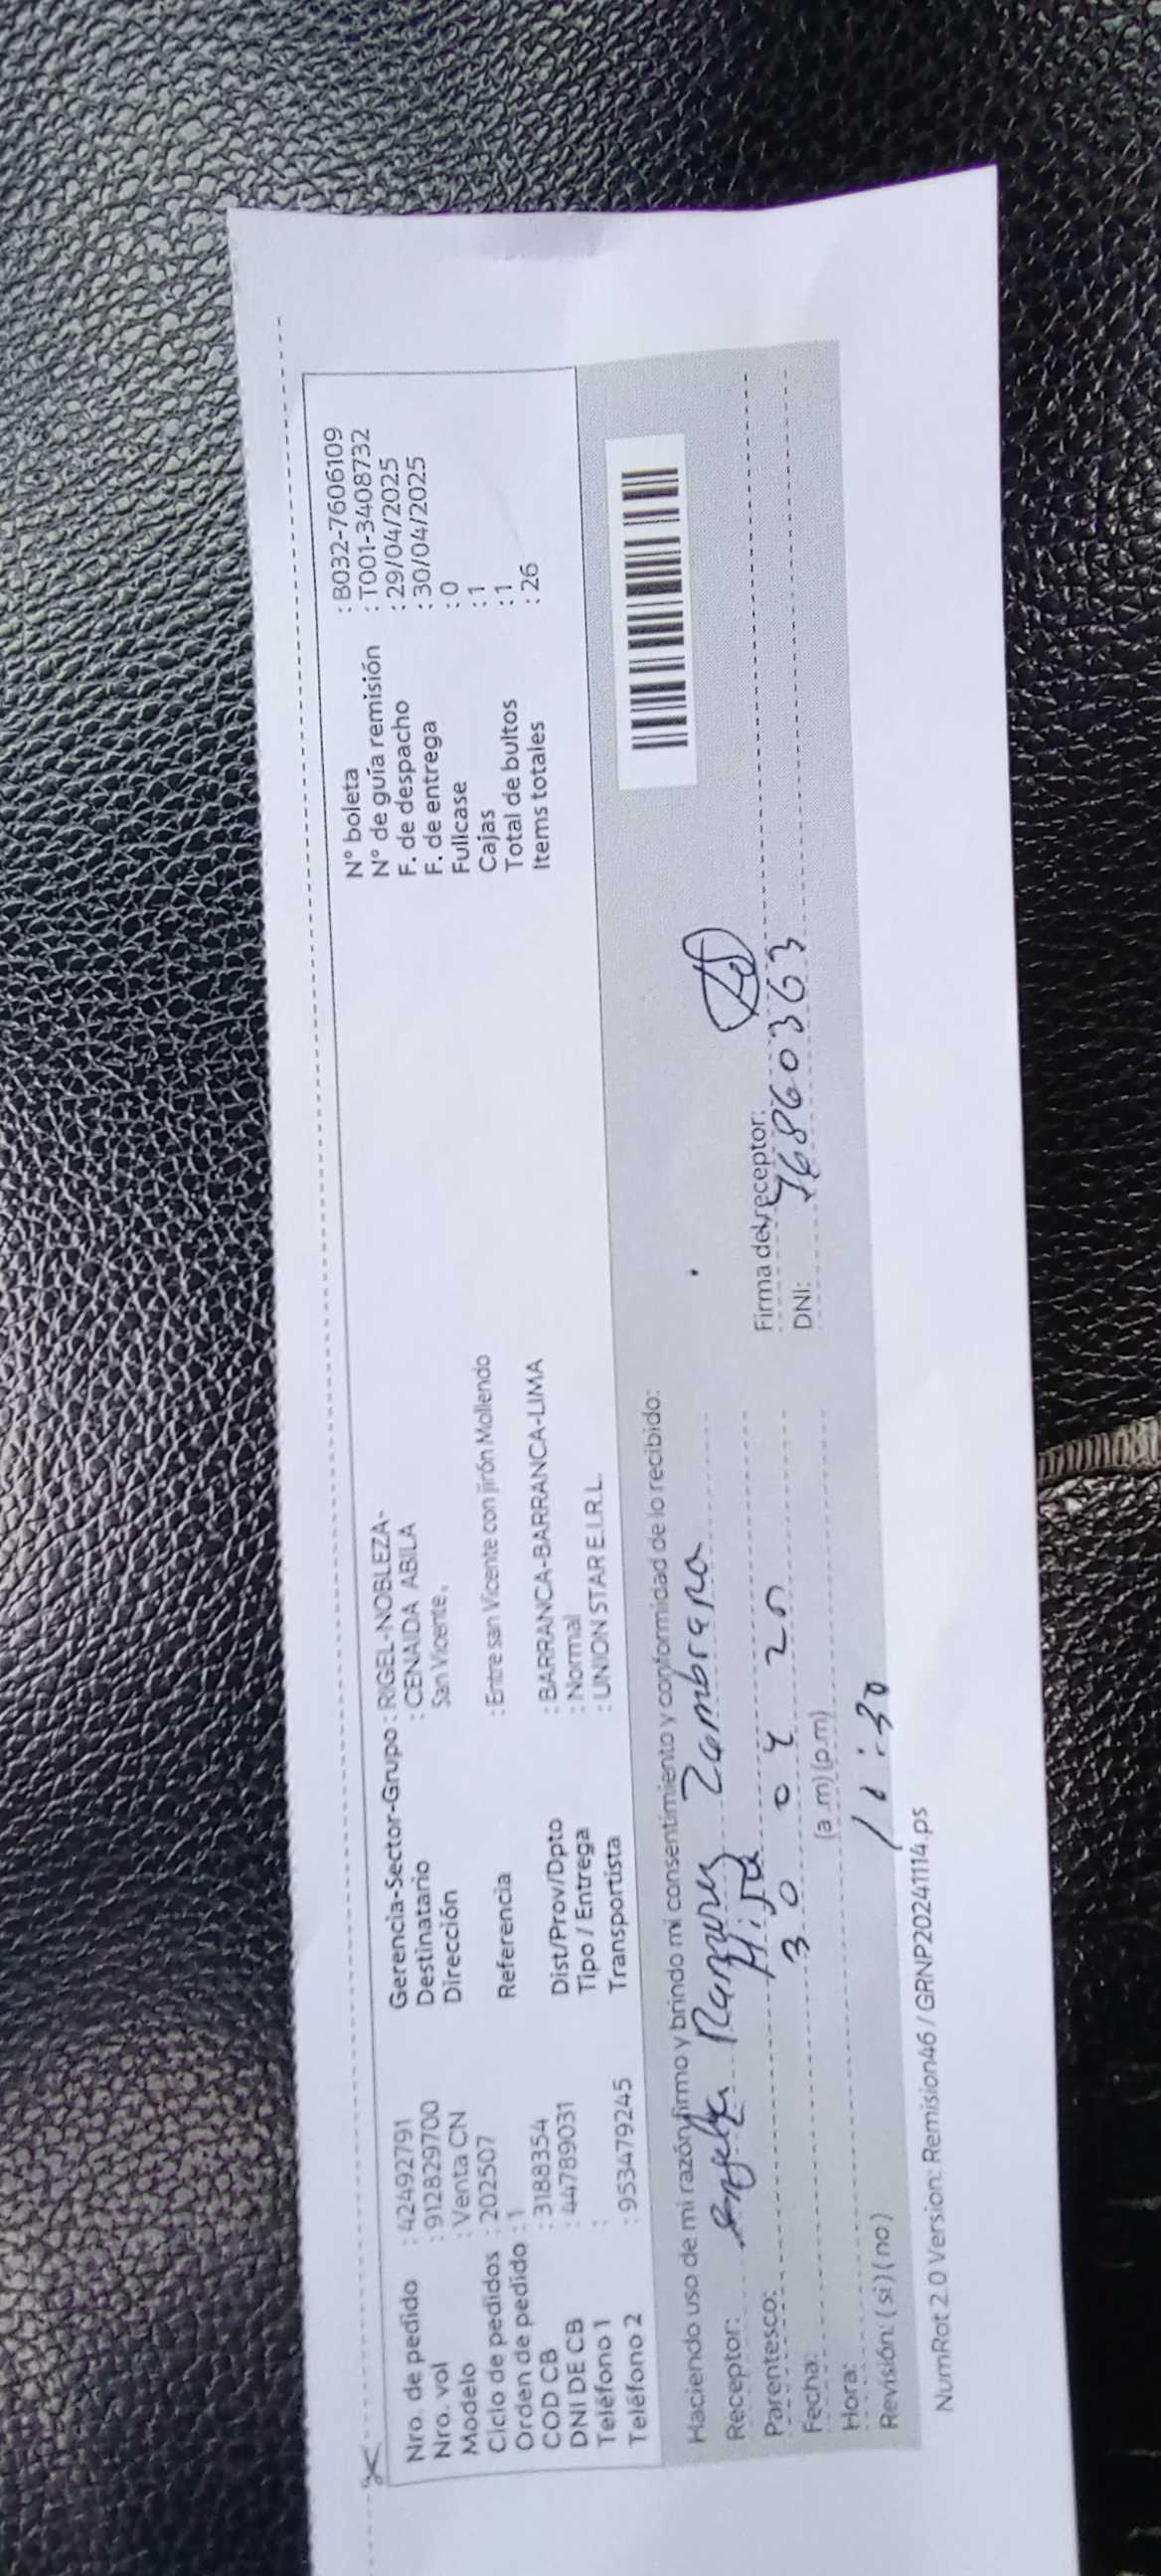 Nro. de pedido : 42492791
Nro. vol : 912829700
Modelo : Venta CN
Ciclo de pedidos : 202507
Orden de pedido : 1
COD CB : 3188354
DNI DE CB : 44789031
Teléfono 1 :
Teléfono 2 : 953479245
Gerencia-Sector-Grupo : RIGEL-NOBLEZA-
Destinatario : CENAIDA ABILA
Dirección San Vicente,
Referencia : Entre san Vicente con jirón Mollendo
Dist/Prov/Dpto : BARRANCA-BARRANCA-LIMA
Tipo / Entrega : Normal
Transportista : UNION STAR E.I.R.L.
N° boleta : B032-7606109
N° de guía remisión : T001-3408732
F. de despacho : 29/04/2025
F. de entrega : 30/04/2025
Fullcase : 0
Cajas : 1
Total de bultos : 1
Items totales : 26
Haciendo uso de mi razón, firmo y brindo mi consentimiento y conformidad de lo recibido:
Receptor: Ramirez Zambrano
Parentesco: Hija
Fecha: 30 04 25
Hora: (a.m) (p.m)
11:30
Revisión: ( si ) ( no )
Firma del receptor:
DNI: 76860363
NumRot 2.0 Version: Remision46 / GRNP20241114.ps